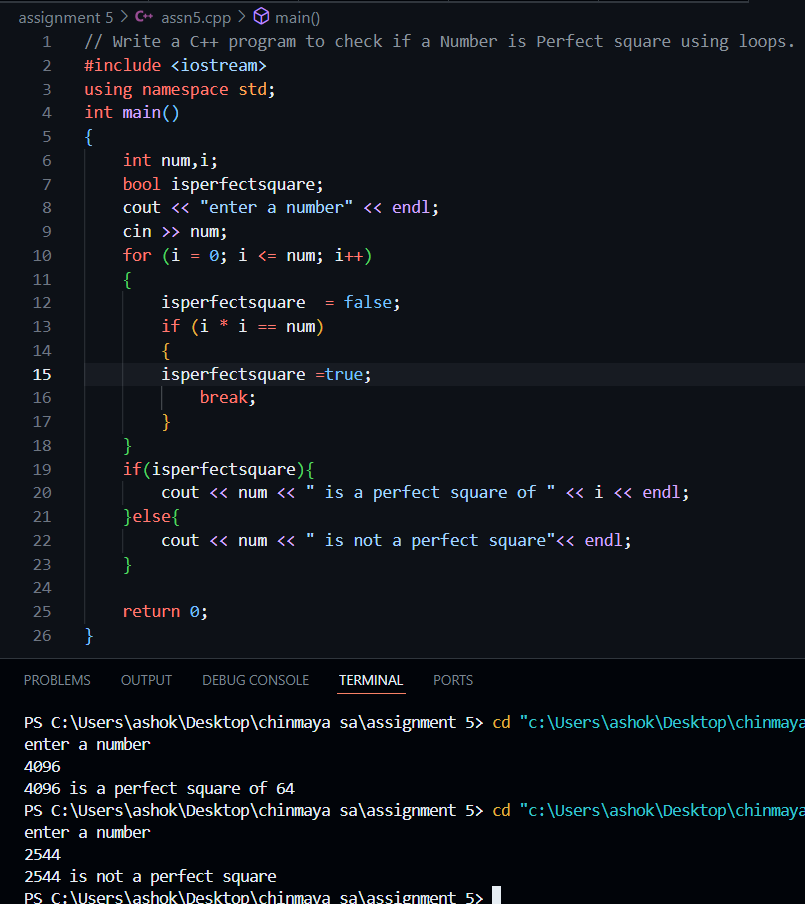 assignment 5 > C++ assn5.cpp > main()
1 // Write a C++ program to check if a Number is Perfect square using loops.
2 #include <iostream>
3 using namespace std;
4 int main()
5 {
6     int num,i;
7     bool isperfectsquare;
8     cout << "enter a number" << endl;
9     cin >> num;
10     for (i = 0; i <= num; i++)
11     {
12         isperfectsquare  = false;
13         if (i * i == num)
14         {
15         isperfectsquare =true;
16             break;
17         }
18     }
19     if(isperfectsquare){
20         cout << num << " is a perfect square of " << i << endl;
21     }else{
22         cout << num << " is not a perfect square"<< endl;
23     }
24
25     return 0;
26 }
PROBLEMS OUTPUT DEBUG CONSOLE TERMINAL PORTS
PS C:\Users\ashok\Desktop\chinmaya sa\assignment 5> cd "c:\Users\ashok\Desktop\chinmaya
enter a number
4096
4096 is a perfect square of 64
PS C:\Users\ashok\Desktop\chinmaya sa\assignment 5> cd "c:\Users\ashok\Desktop\chinmaya
enter a number
2544
2544 is not a perfect square
PS C:\Users\ashok\Desktop\chinmaya sa\assignment 5>